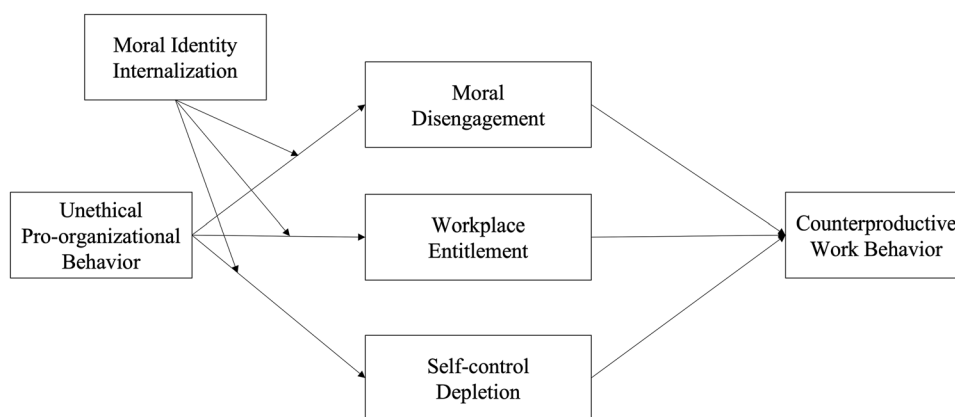 Moral Identity
Internalization
Moral
Disengagement
Unethical
Pro-organizational
Behavior
Workplace
Entitlement
Counterproductive
Work Behavior
Self-control
Depletion